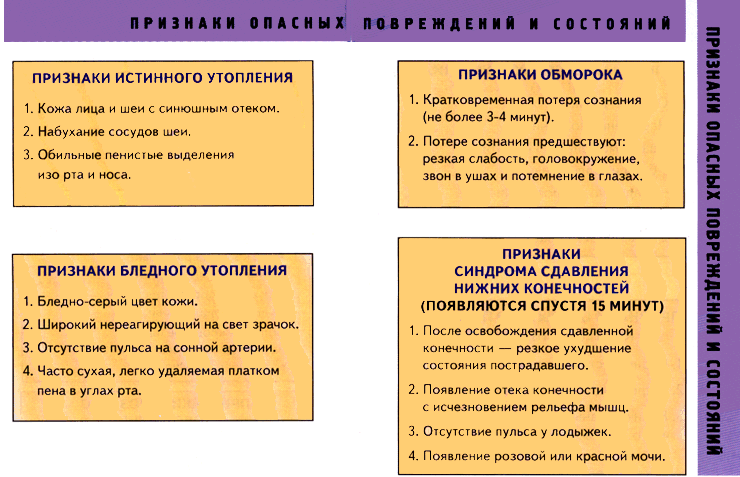 ПРИЗНАКИ ОПАСНЫХ ПОВРЕЖДЕНИЙ И СОСТОЯНИЙ
ПРИЗНАКИ ИСТИННОГО УТОПЛЕНИЯ
1. Кожа лица и шеи с синюшным отеком.
2. Набухание сосудов шеи.
3. Обильные пенистые выделения
изо рта и носа.
ПРИЗНАКИ БЛЕДНОГО УТОПЛЕНИЯ
1. Бледно-серый цвет кожи.
2. Широкий нереагирующий на свет зрачок.
3. Отсутствие пульса на сонной артерии.
4. Часто сухая, легко удаляемая платком
пена в углах рта.
ПРИЗНАКИ ОБМОРОКА
1. Кратковременная потеря сознания
(не более 3-4 минут).
2. Потере сознания предшествуют:
резкая слабость, головокружение,
звон в ушах и потемнение в глазах.
ПРИЗНАКИ
СИНДРОМА СДАВЛЕНИЯ
НИЖНИХ КОНЕЧНОСТЕЙ
(ПОЯВЛЯЮТСЯ СПУСТЯ 15 МИНУТ)
1. После освобождения сдавленной
конечности — резкое ухудшение
состояния пострадавшего.
2. Появление отека конечности
с исчезновением рельефа мышц.
3. Отсутствие пульса у лодыжек.
4. Появление розовой или красной мочи.
ПРИЗНАКИ ОПАСНЫХ ПОВРЕЖДЕНИЙ И СОСТОЯНИЙ